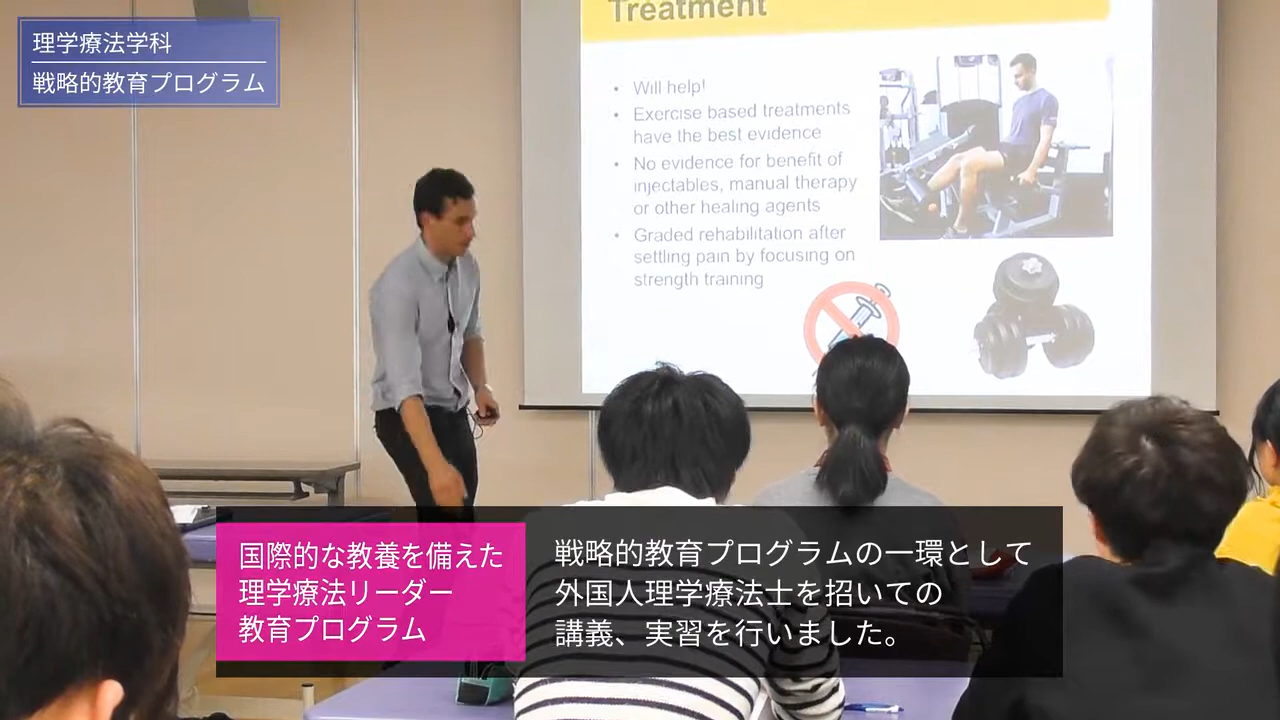 理学療法学科
戦略的教育プログラム
Treatment
• Will help!
• Exercise based treatments
have the best evidence
• No evidence for benefit of
injectables, manual therapy
or other healing agents
• Graded rehabilitation after
settling pain by focusing on
strength training
国際的な教養を備えた
理学療法リーダー
教育プログラム
戦略的教育プログラムの一環として
外国人理学療法士を招いての
講義、実習を行いました。